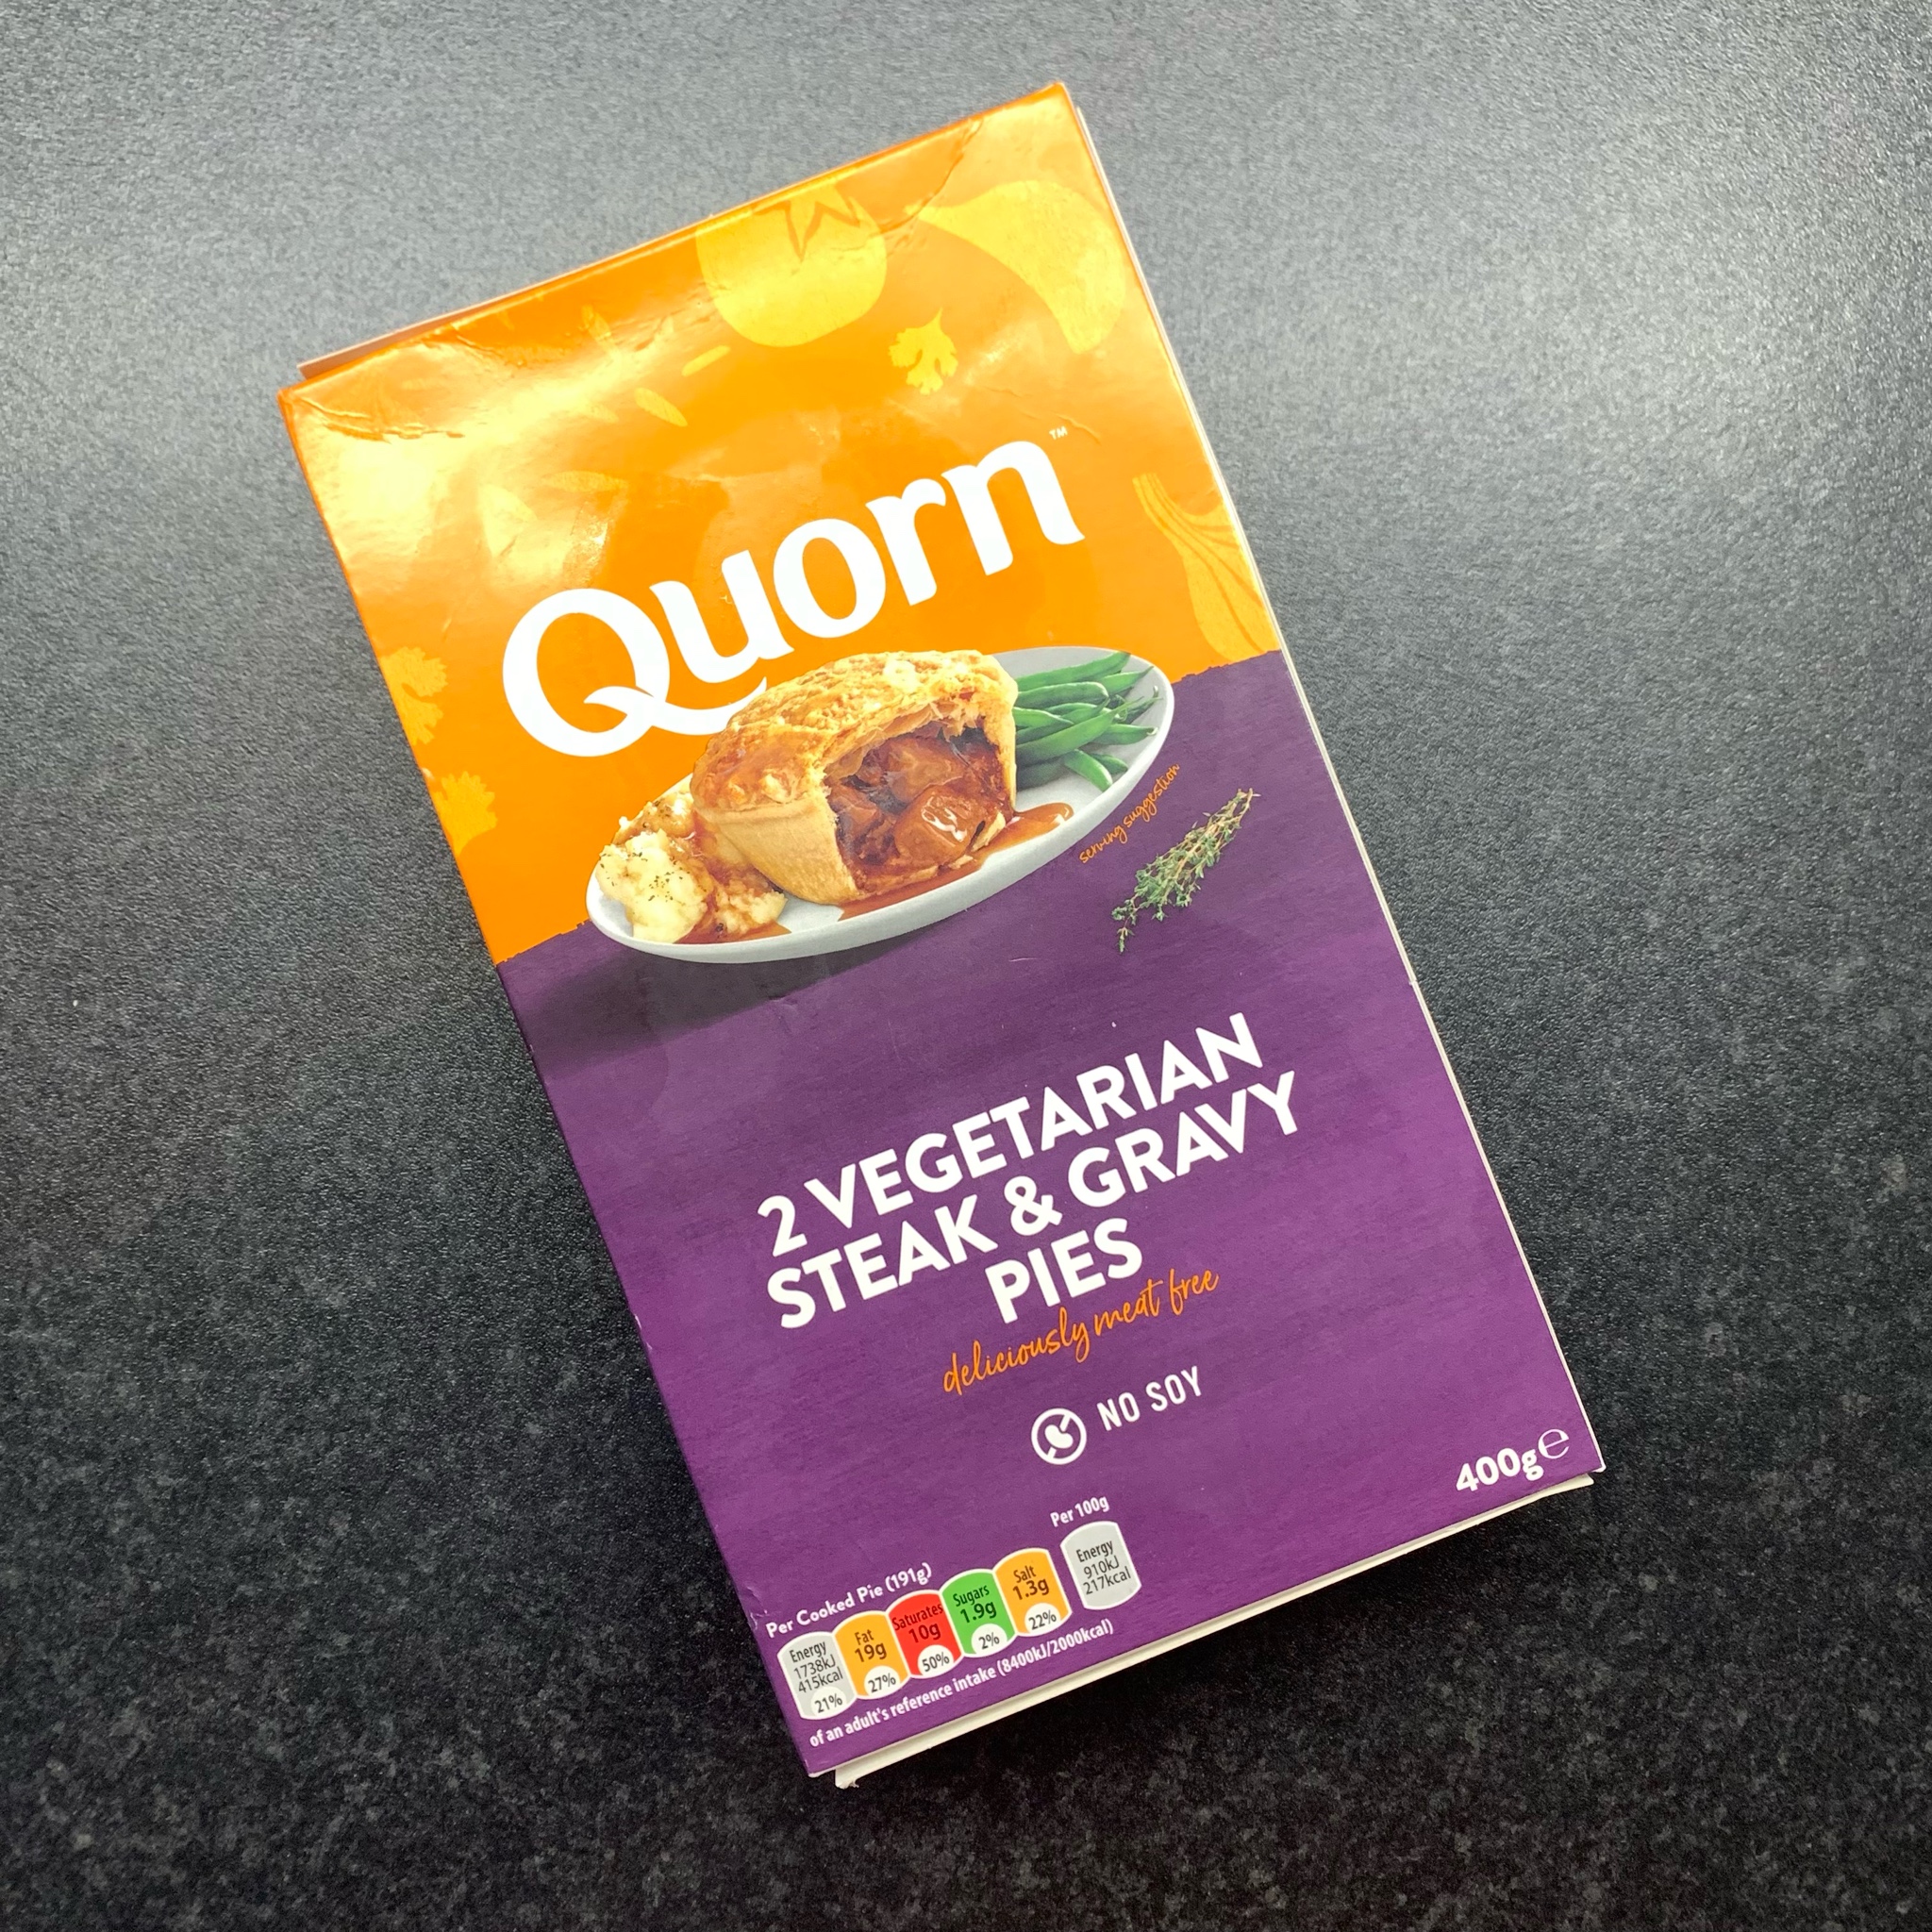 Quorn™
serving suggestion
2 VEGETARIAN
STEAK & GRAVY
PIES
deliciously meat free
NO SOY
400g℮
Per Cooked Pie (191g)
Per 100g
Energy
1738kJ
415kcal
21%
Fat
19g
27%
Saturates
10g
50%
Sugars
1.9g
2%
Salt
1.3g
22%
Energy
910kJ
217kcal
of an adult's reference intake (8400kJ/2000kcal)